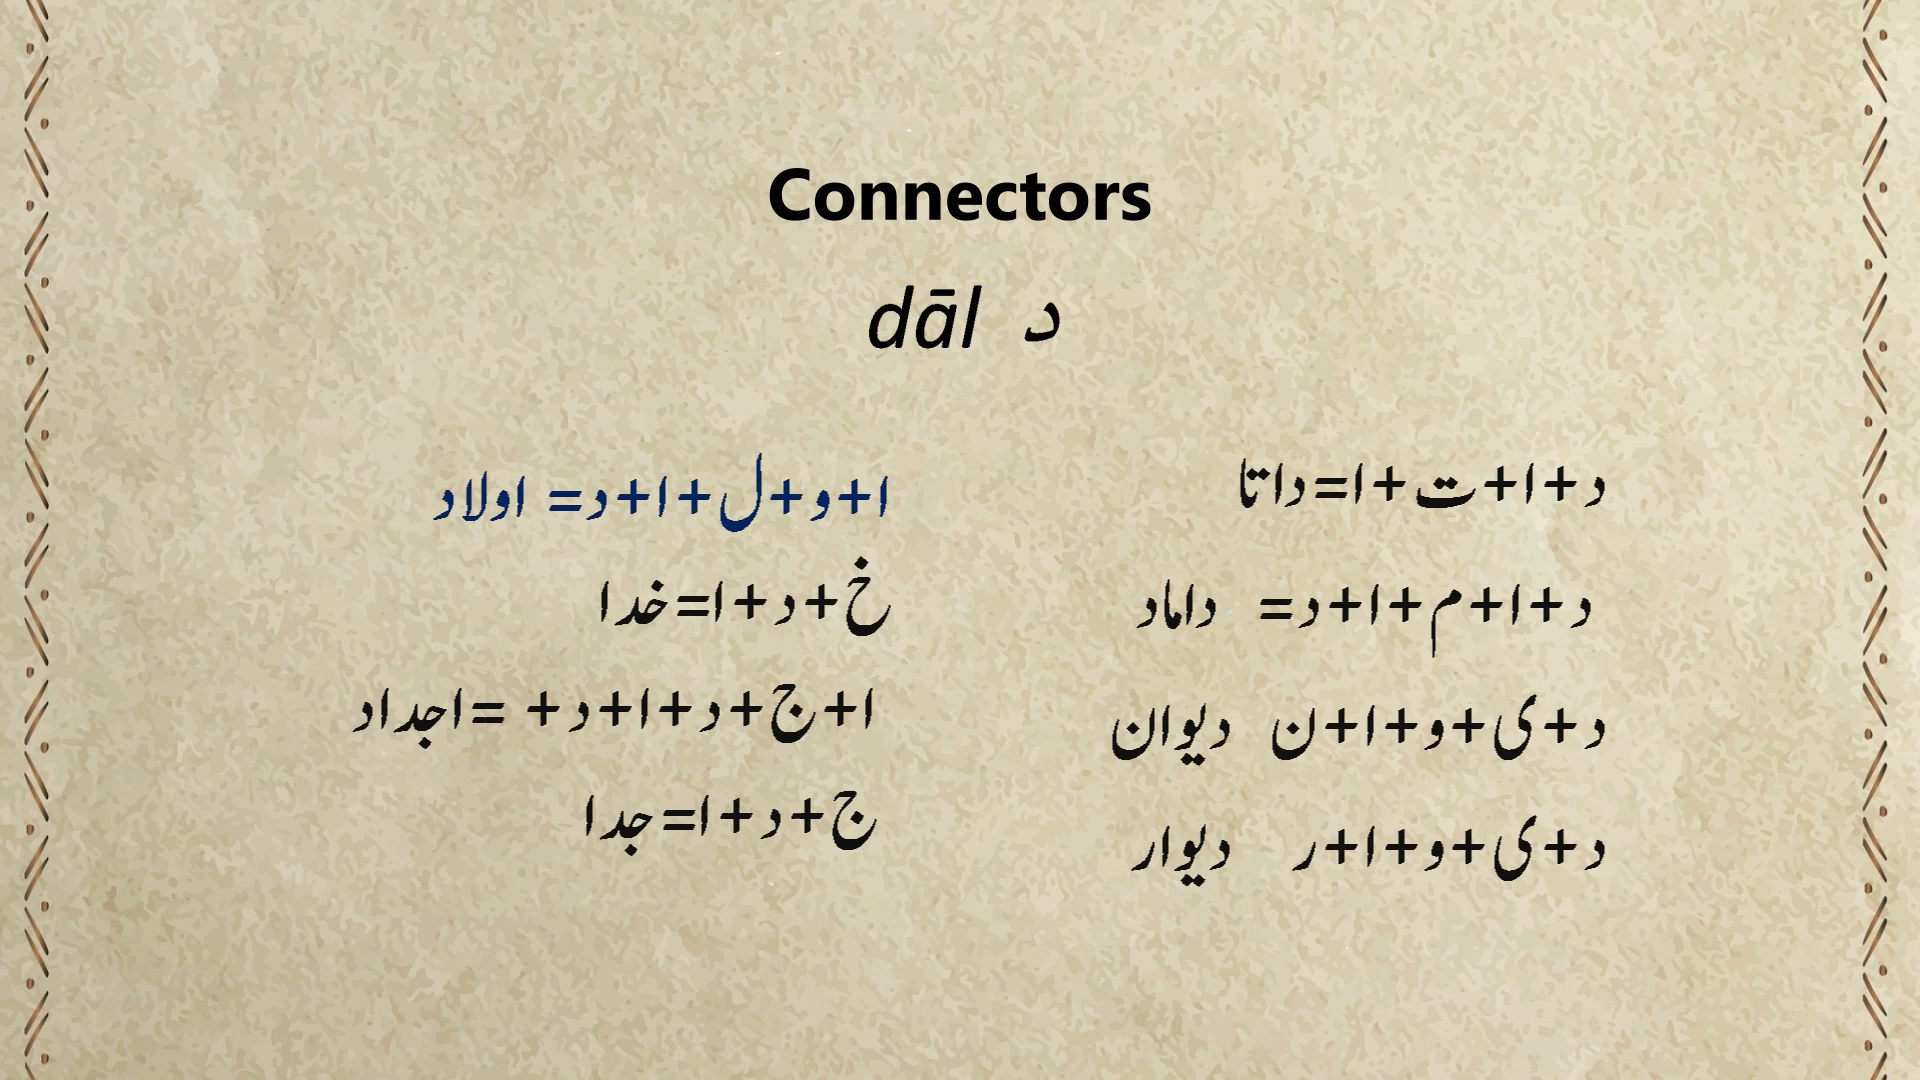 Connectors
dāl د
د+ا+ت+ا=داتا
د+ا+م+ا+د= داماد
د+ی+و+ا+ن دیوان
د+ی+و+ا+ر دیوار
ا+و+ل+ا+د= اولاد
خ+د+ا=خدا
ا+ج+د+ا+د+ =اجداد
ج+د+ا=جدا